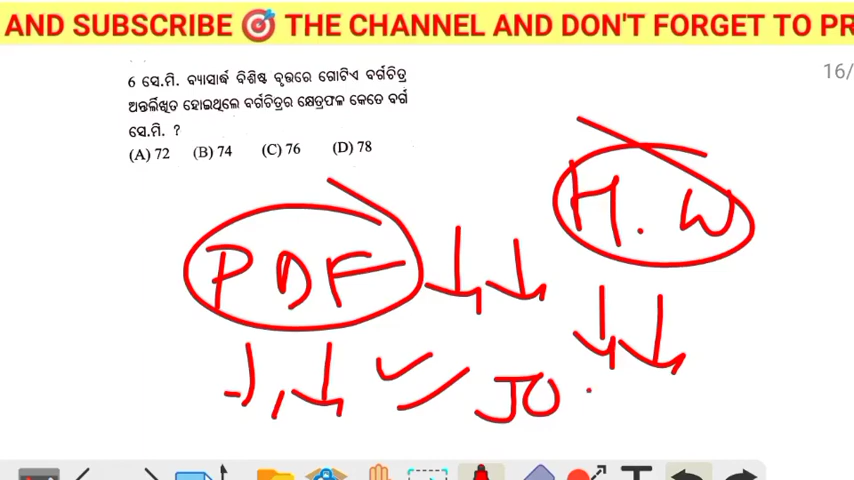 AND SUBSCRIBE 🎯 THE CHANNEL AND DON'T FORGET TO PR
16/
6 ସେ.ମି. ବ୍ୟାସାର୍ଦ୍ଧ ବିଶିଷ୍ଟ ବୃତ୍ତରେ ଗୋଟିଏ ବର୍ଗଚିତ୍ର
ଅନ୍ତର୍ଲିଖିତ ହୋଇଥିଲେ ବର୍ଗଚିତ୍ରର କ୍ଷେତ୍ରଫଳ କେତେ ବର୍ଗ
ସେ.ମି. ?
(A) 72 (B) 74 (C) 76 (D) 78
H.W
PDF
JO